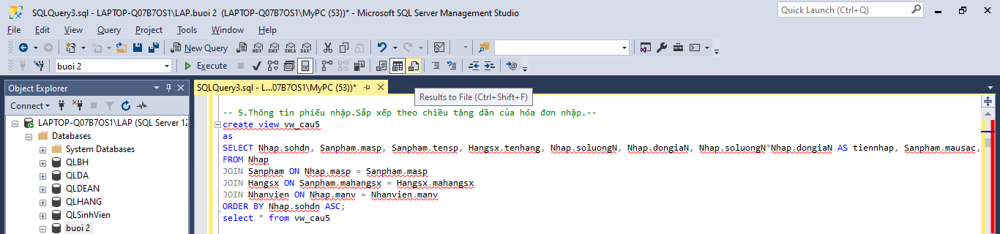 SQLQuery3.sql - LAPTOP-Q07B7OS1\LAP.buoi 2 (LAPTOP-Q07B7OS1\MyPC (53))* - Microsoft SQL Server Management Studio
Quick Launch (Ctrl+Q)
File Edit View Query Project Tools Window Help
New Query MDX DMX XMLA DAX
buoi 2 Execute
Object Explorer
SQLQuery3.sql - L...07B7OS1\MyPC (53))*
Results to File (Ctrl+Shift+F)
Connect
LAPTOP-Q07B7OS1\LAP (SQL Server 12
Databases
System Databases
QLBH
QLDA
QLDEAN
QLHANG
QLSinhVien
buoi 2
-- 5.Thông tin phiếu nhập.Sắp xếp theo chiều tăng dần của hóa đơn nhập.--
create view vw_cau5
as
SELECT Nhap.sohdn, Sanpham.masp, Sanpham.tensp, Hangsx.tenhang, Nhap.soluongN, Nhap.dongiaN, Nhap.soluongN*Nhap.dongiaN AS tiennhap, Sanpham.mausac,
FROM Nhap
JOIN Sanpham ON Nhap.masp = Sanpham.masp
JOIN Hangsx ON Sanpham.mahangsx = Hangsx.mahangsx
JOIN Nhanvien ON Nhap.manv = Nhanvien.manv
ORDER BY Nhap.sohdn ASC;
select * from vw_cau5